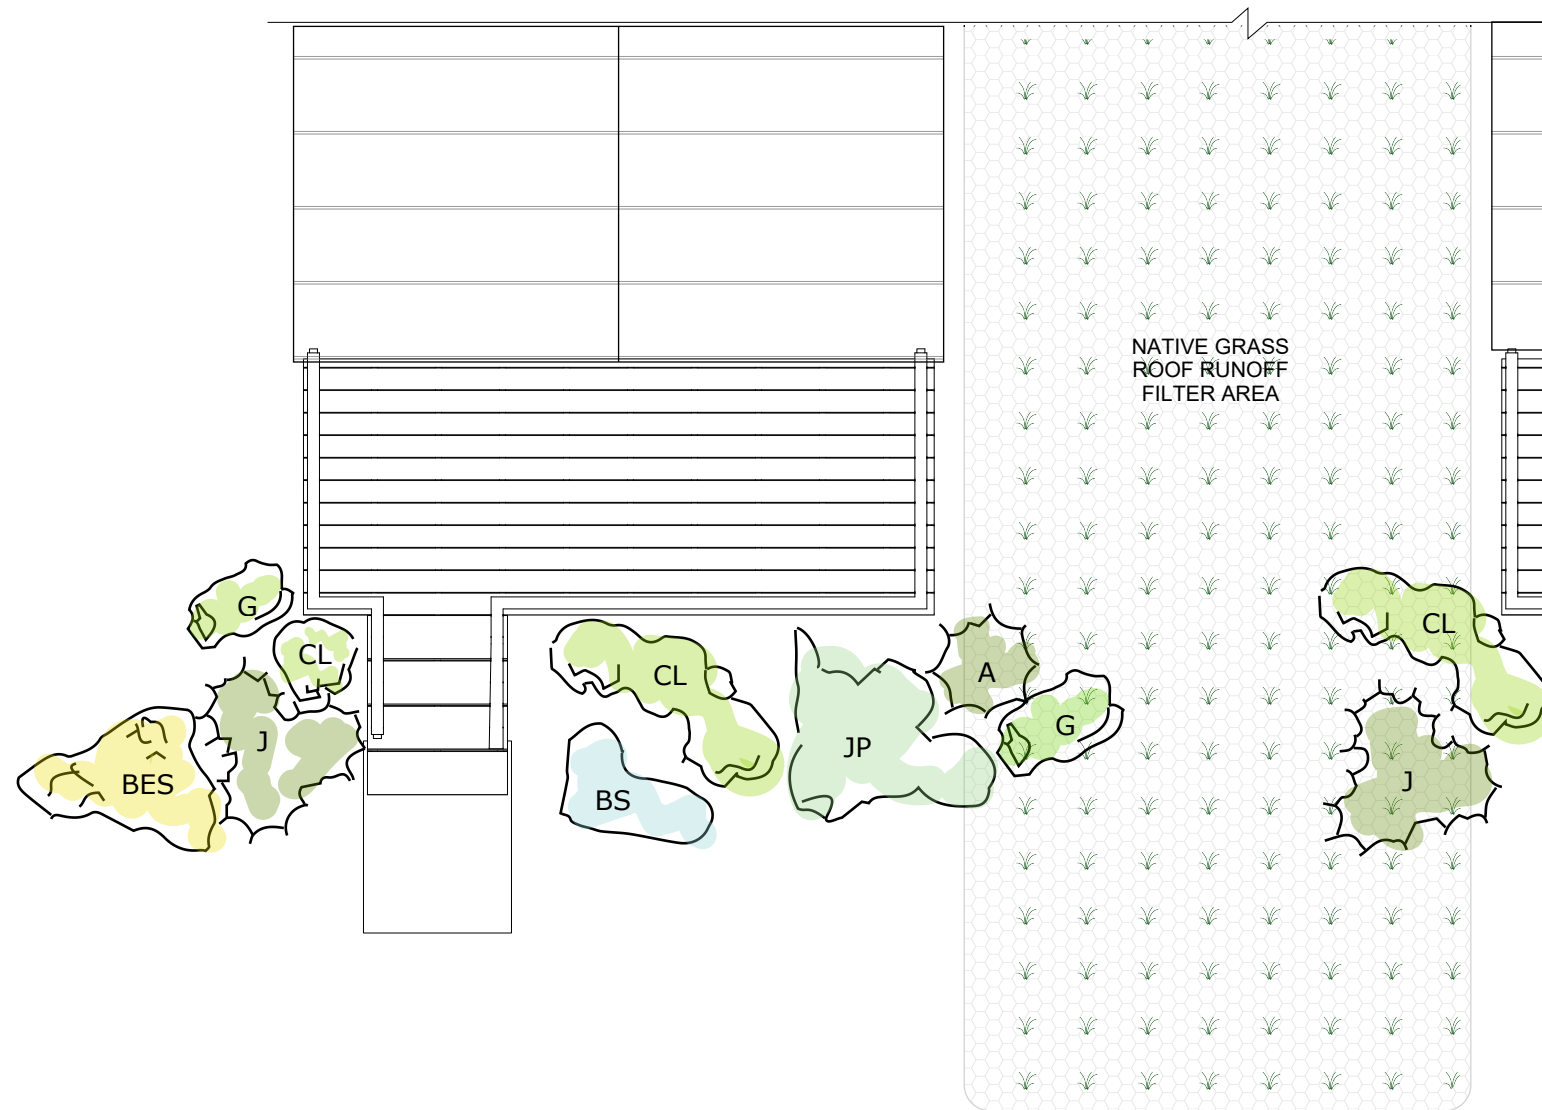 NATIVE GRASS
ROOF RUNOFF
FILTER AREA
G
CL
CL
CL
A
G
J
JP
J
BES
BS